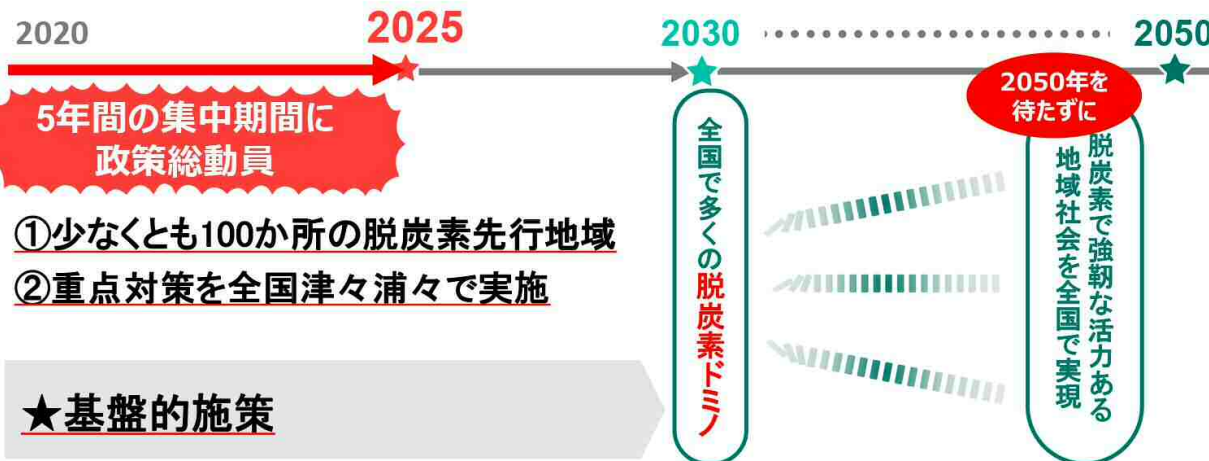 2020
2025
2030
2050
5年間の集中期間に
政策総動員
①少なくとも100か所の脱炭素先行地域
②重点対策を全国津々浦々で実施
★基盤的施策
全国で多くの脱炭素ドミノ
2050年を
待たずに
脱炭素で強靭な活力ある
地域社会を全国で実現